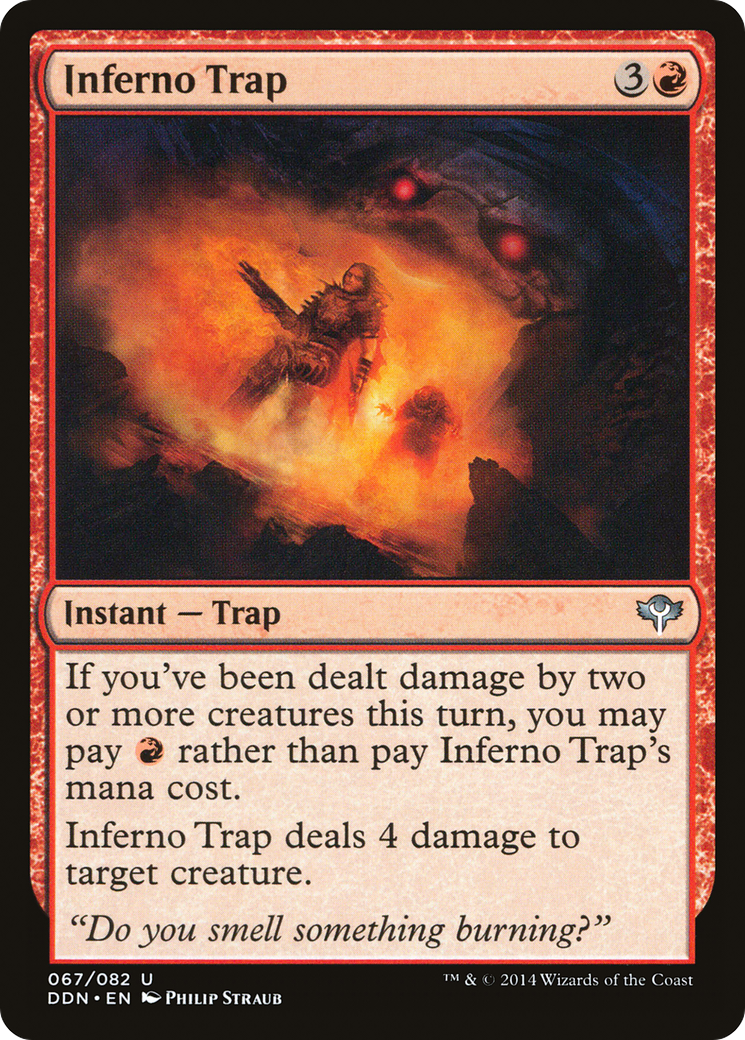 Inferno Trap 3
Instant — Trap
If you've been dealt damage by two
or more creatures this turn, you may
pay rather than pay Inferno Trap's
mana cost.
Inferno Trap deals 4 damage to
target creature.
"Do you smell something burning?"
067/082 U
DDN • EN Philip Straub
™ & © 2014 Wizards of the Coast